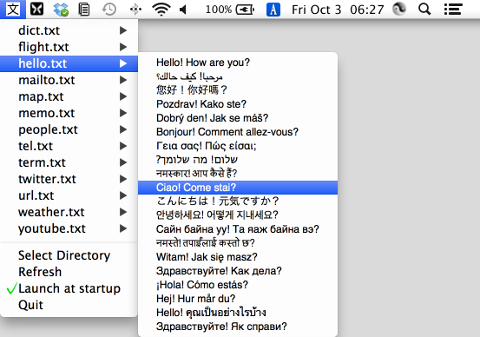 文
100%
A
Fri Oct 3 06:27
dict.txt
flight.txt
hello.txt
mailto.txt
map.txt
memo.txt
people.txt
tel.txt
term.txt
twitter.txt
url.txt
weather.txt
youtube.txt
Select Directory
Refresh
Launch at startup
Quit
Hello! How are you?
مرحبا! كيف حالك؟
您好！你好嗎？
Pozdrav! Kako ste?
Dobrý den! Jak se máš?
Bonjour! Comment allez-vous?
Γεια σας! Πώς είσαι;
שלום! מה שלומך?
नमस्कार! आप कैसे हैं?
Ciao! Come stai?
こんにちは！元気ですか？
안녕하세요! 어떻게 지내세요?
Сайн байна уу! Та яаж байна вэ?
नमस्ते! तपाईंलाई कस्तो छ?
Witam! Jak się masz?
Здравствуйте! Как дела?
¡Hola! Cómo estás?
Hej! Hur mår du?
Hello! คุณเป็นอย่างไรบ้าง
Здравствуйте! Як справи?